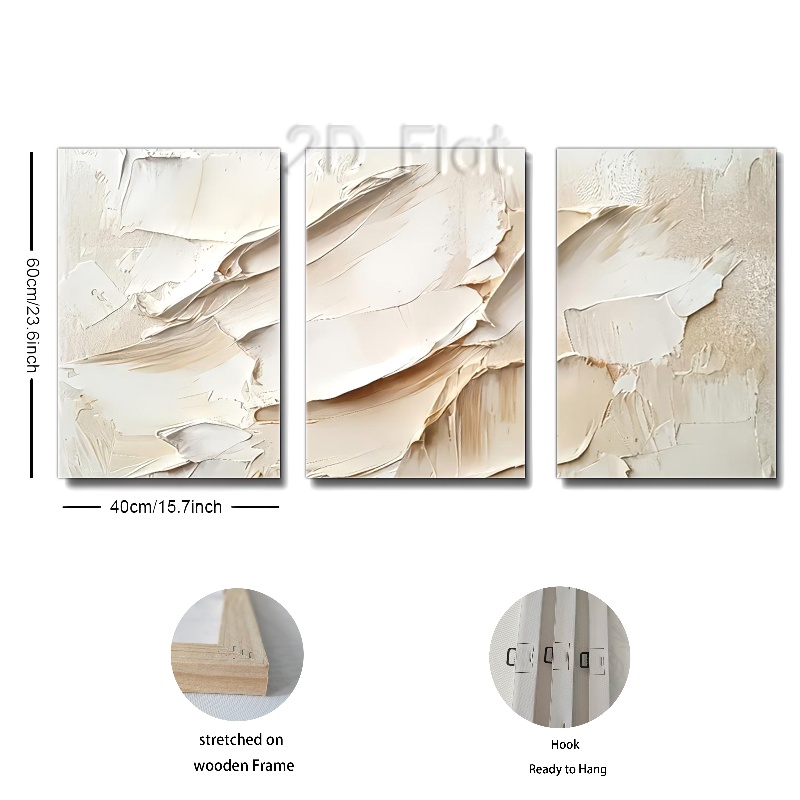 2D Flat
60cm/23.6inch
40cm/15.7inch
stretched on
wooden Frame
Hook
Ready to Hang